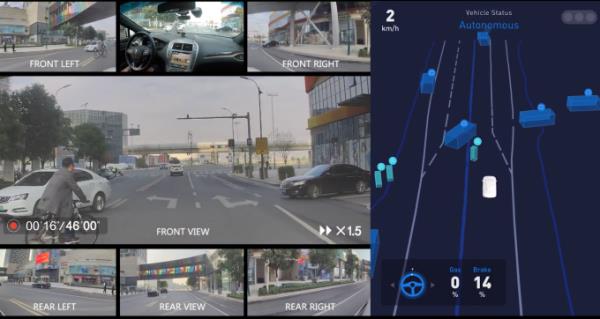 FRONT LEFT
FRONT RIGHT
00'16"/46'00"
FRONT VIEW
×1.5
REAR LEFT
REAR VIEW
REAR RIGHT
2
km/h
Vehicle Status
Autonomous
Gas
0
%
Brake
14
%